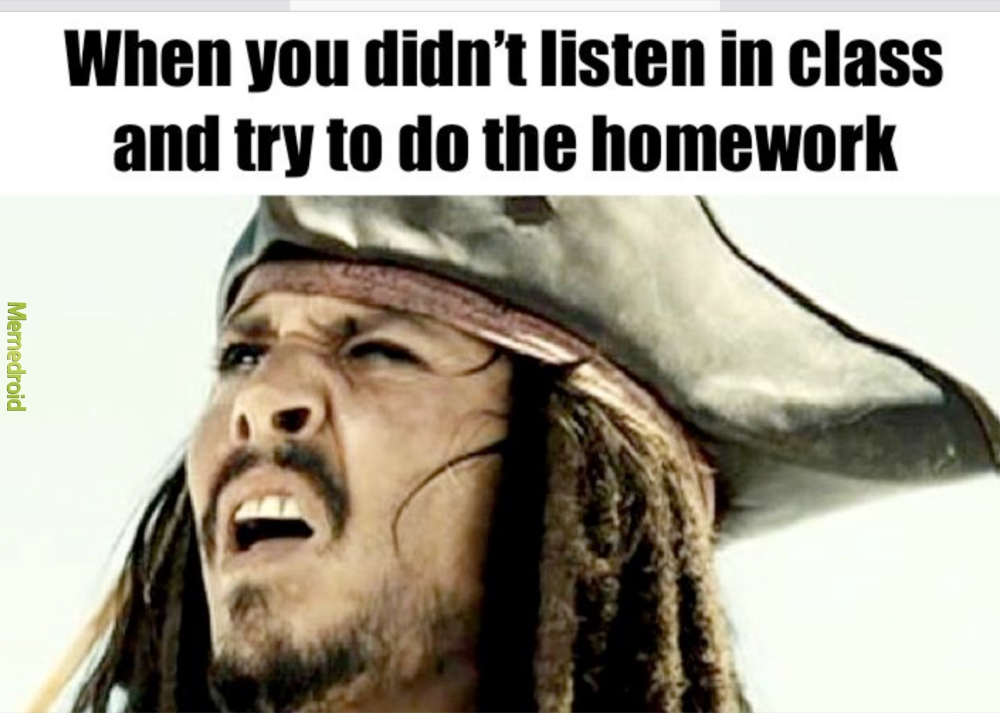 When you didn’t listen in class
and try to do the homework
Memedroid